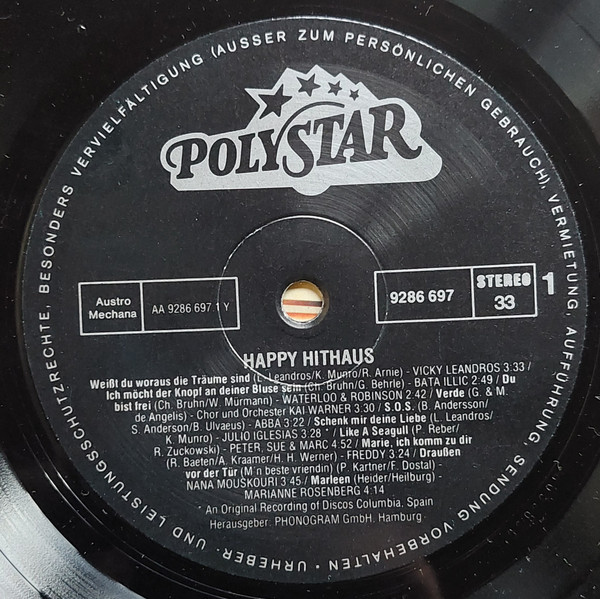 (AUSSER ZUM PERSÖNLICHEN GEBRAUCH), VERMIETUNG, AUFFÜHRUNG, SENDUNG VORBEHALTEN • URHEBER- UND LEISTUNGSSCHUTZRECHTE, BESONDERS VERVIELFÄLTIGUNG
POLYSTAR
Austro
Mechana
AA 9286 697 1 Y
9286 697
STEREO
33
1
HAPPY HITHAUS
Weißt du woraus die Träume sind (L. Leandros/K. Munro/R. Arnie) - VICKY LEANDROS 3:33 /
Ich möcht der Knopf an deiner Bluse sein (Ch. Bruhn/G. Behrle) - BATA ILLIC 2:49 / Du
bist frei (Ch. Bruhn/W. Mürmann) - WATERLOO & ROBINSON 2:42 / Verde (G. & M.
de Angelis) - Chor und Orchester KAI WARNER 3:30 / S.O.S. (B. Andersson/
S. Anderson/B. Ulvaeus) - ABBA 3:22 / Schenk mir deine Liebe (L. Leandros/
K. Munro) - JULIO IGLESIAS 3:28 * / Like A Seagull (P. Reber/
R. Zuckowski) - PETER, SUE & MARC 4:52 / Marie, ich komm zu dir
(R. Baeten/A. Kraamer/H. H. Werner) - FREDDY 3:24 / Draußen
vor der Tür (M'n beste vriendin) (P. Kartner/F. Dostal) -
NANA MOUSKOURI 3:45 / Marleen (Heider/Heilburg) -
MARIANNE ROSENBERG 4:14
* An Original Recording of Discos Columbia, Spain
Herausgeber: PHONOGRAM GmbH, Hamburg